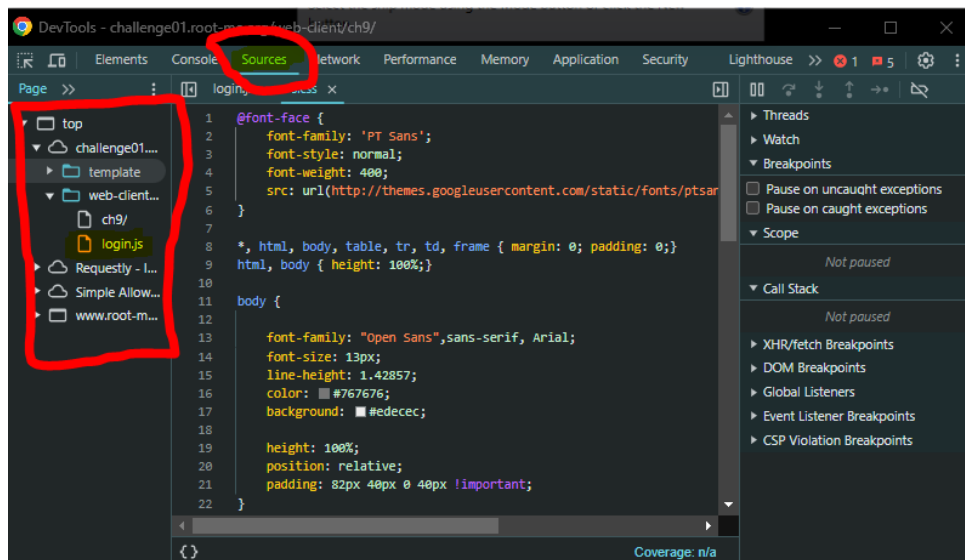 DevTools - challenge01.root-me.org/web-client/ch9/
Elements Console Sources Network Performance Memory Application Security Lighthouse 1 5
Page
login.js .css
top
challenge01....
template
web-client...
ch9/
login.js
Requestly - I...
Simple Allow...
www.root-m...
1 @font-face {
2 font-family: 'PT Sans';
3 font-style: normal;
4 font-weight: 400;
5 src: url(http://themes.googleusercontent.com/static/fonts/ptsan
6 }
7
8 *, html, body, table, tr, td, frame { margin: 0; padding: 0;}
9 html, body { height: 100%;}
10
11 body {
12
13 font-family: "Open Sans",sans-serif, Arial;
14 font-size: 13px;
15 line-height: 1.42857;
16 color: #767676;
17 background: #edecec;
18
19 height: 100%;
20 position: relative;
21 padding: 82px 40px 0 40px !important;
22 }
{}
Coverage: n/a
Threads
Watch
Breakpoints
Pause on uncaught exceptions
Pause on caught exceptions
Scope
Not paused
Call Stack
Not paused
XHR/fetch Breakpoints
DOM Breakpoints
Global Listeners
Event Listener Breakpoints
CSP Violation Breakpoints